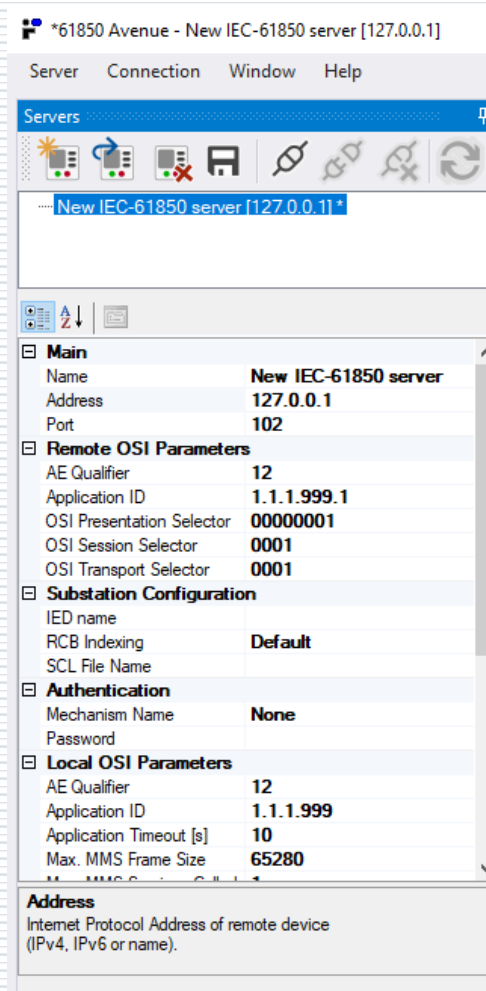 *61850 Avenue - New IEC-61850 server [127.0.0.1]
Server Connection Window Help
Servers
New IEC-61850 server [127.0.0.1] *
Main
Name New IEC-61850 server
Address 127.0.0.1
Port 102
Remote OSI Parameters
AE Qualifier 12
Application ID 1.1.1.999.1
OSI Presentation Selector 00000001
OSI Session Selector 0001
OSI Transport Selector 0001
Substation Configuration
IED name
RCB Indexing Default
SCL File Name
Authentication
Mechanism Name None
Password
Local OSI Parameters
AE Qualifier 12
Application ID 1.1.1.999
Application Timeout [s] 10
Max. MMS Frame Size 65280
Address
Internet Protocol Address of remote device
(IPv4, IPv6 or name).